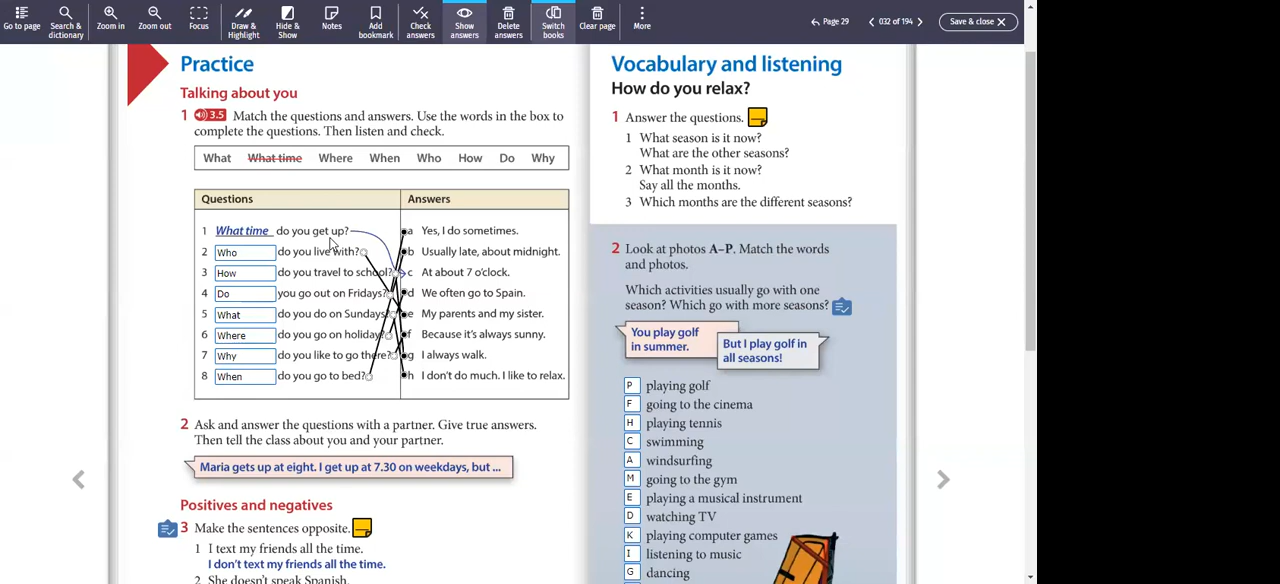 Go to page
Search & dictionary
Zoom in
Zoom out
Focus
Draw & Highlight
Hide & Show
Notes
Add bookmark
Check answers
Show answers
Delete answers
Switch books
Clear page
More
Page 29
032 of 194
Save & close
Practice
Talking about you
1 3.5 Match the questions and answers. Use the words in the box to
complete the questions. Then listen and check.
What What time Where When Who How Do Why
Questions Answers
1 What time do you get up? a Yes, I do sometimes.
2 Who do you live with? b Usually late, about midnight.
3 How do you travel to school? c At about 7 o'clock.
4 Do you go out on Fridays? d We often go to Spain.
5 What do you do on Sundays? e My parents and my sister.
6 Where do you go on holiday? f Because it's always sunny.
7 Why do you like to go there? g I always walk.
8 When do you go to bed? h I don't do much. I like to relax.
2 Ask and answer the questions with a partner. Give true answers.
Then tell the class about you and your partner.
Maria gets up at eight. I get up at 7.30 on weekdays, but ...
Positives and negatives
3 Make the sentences opposite.
1 I text my friends all the time.
I don't text my friends all the time.
2 She doesn't speak Spanish.
Vocabulary and listening
How do you relax?
1 Answer the questions.
1 What season is it now?
What are the other seasons?
2 What month is it now?
Say all the months.
3 Which months are the different seasons?
2 Look at photos A–P. Match the words
and photos.
Which activities usually go with one
season? Which go with more seasons?
You play golf
in summer.
But I play golf in
all seasons!
P playing golf
F going to the cinema
H playing tennis
C swimming
A windsurfing
M going to the gym
E playing a musical instrument
D watching TV
K playing computer games
I listening to music
G dancing